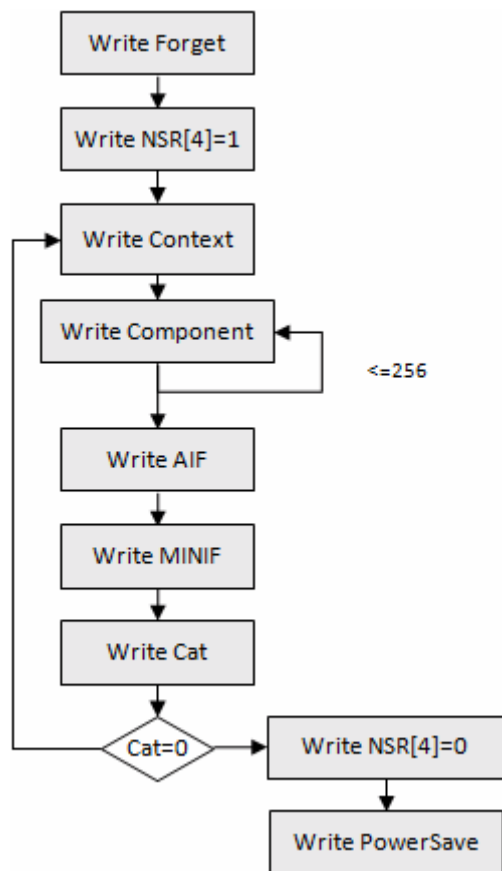 Write Forget
Write NSR[4]=1
Write Context
Write Component
<=256
Write AIF
Write MINIF
Write Cat
Cat=0
Write NSR[4]=0
Write PowerSave